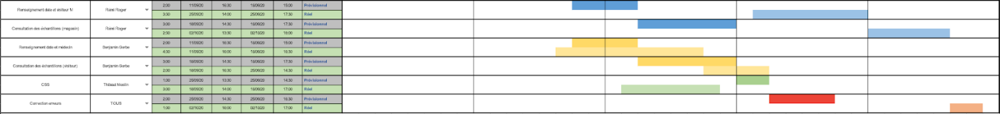 Renseignement date et visiteur N Rémi Roger 2:00 11/09/20 16:30 18/09/20 15:00 Prévisionnel
3:30 25/09/20 14:00 25/09/20 17:30 Réel
Consultation des échantillons (magasin) Rémi Roger 3:00 18/09/20 14:30 18/09/20 17:30 Prévisionnel
2:30 02/10/20 13:30 02/10/20 16:00 Réel
Renseignement date et médecin Benjamin Gerbe 2:00 11/09/20 16:30 18/09/20 15:00 Prévisionnel
4:30 11/09/20 16:00 18/09/20 16:30 Réel
Consultation des échantillons (visiteur) Benjamin Gerbe 3:00 18/09/20 14:30 18/09/20 17:30 Prévisionnel
2:00 18/09/20 16:30 25/09/20 14:30 Réel
CSS Thibaut 1:00 25/09/20 13:30 25/09/20 14:30 Prévisionnel
3:00 18/09/20 14:00 18/09/20 17:00 Réel
Correction erreurs TOUS 2:00 25/09/20 14:30 25/09/20 16:30 Prévisionnel
1:00 02/10/20 16:00 02/10/20 17:00 Réel